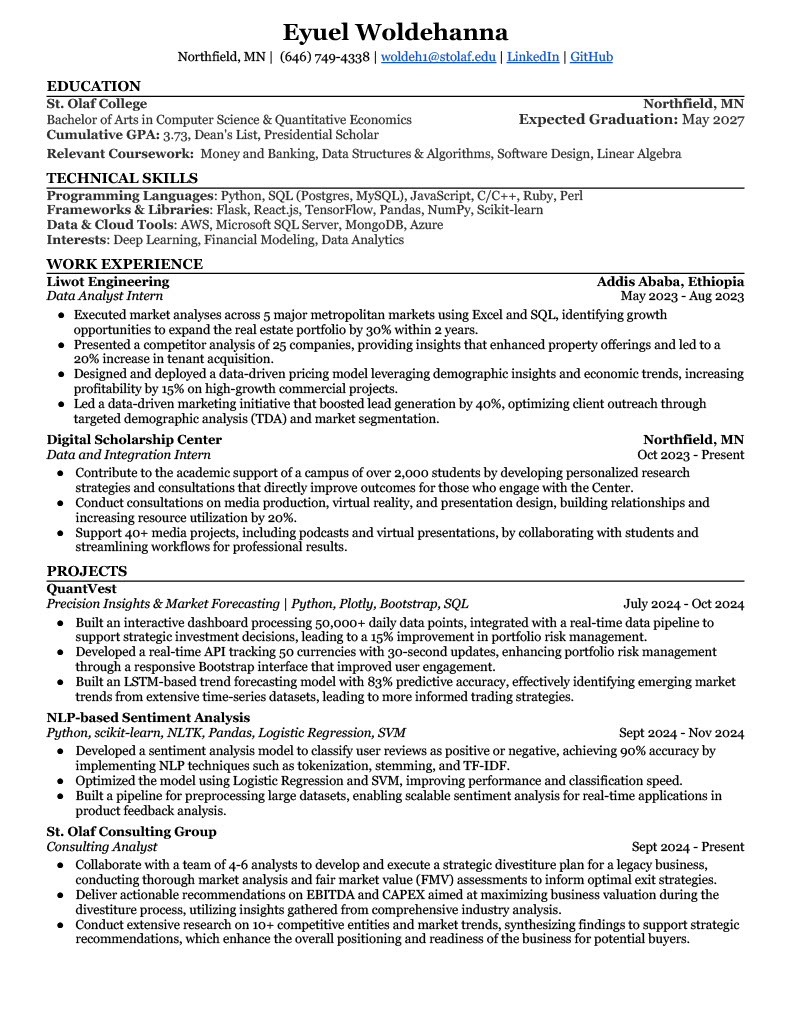 Eyuel Woldehanna
Northfield, MN | (646) 749-4338 | woldeh1@stolaf.edu | LinkedIn | GitHub
EDUCATION
St. Olaf College Northfield, MN
Bachelor of Arts in Computer Science & Quantitative Economics Expected Graduation: May 2027
Cumulative GPA: 3.73, Dean's List, Presidential Scholar
Relevant Coursework: Money and Banking, Data Structures & Algorithms, Software Design, Linear Algebra
TECHNICAL SKILLS
Programming Languages: Python, SQL (Postgres, MySQL), JavaScript, C/C++, Ruby, Perl
Frameworks & Libraries: Flask, React.js, TensorFlow, Pandas, NumPy, Scikit-learn
Data & Cloud Tools: AWS, Microsoft SQL Server, MongoDB, Azure
Interests: Deep Learning, Financial Modeling, Data Analytics
WORK EXPERIENCE
Liwot Engineering Addis Ababa, Ethiopia
Data Analyst Intern May 2023 - Aug 2023
● Executed market analyses across 5 major metropolitan markets using Excel and SQL, identifying growth
opportunities to expand the real estate portfolio by 30% within 2 years.
● Presented a competitor analysis of 25 companies, providing insights that enhanced property offerings and led to a
20% increase in tenant acquisition.
● Designed and deployed a data-driven pricing model leveraging demographic insights and economic trends, increasing
profitability by 15% on high-growth commercial projects.
● Led a data-driven marketing initiative that boosted lead generation by 40%, optimizing client outreach through
targeted demographic analysis (TDA) and market segmentation.
Digital Scholarship Center Northfield, MN
Data and Integration Intern Oct 2023 - Present
● Contribute to the academic support of a campus of over 2,000 students by developing personalized research
strategies and consultations that directly improve outcomes for those who engage with the Center.
● Conduct consultations on media production, virtual reality, and presentation design, building relationships and
increasing resource utilization by 20%.
● Support 40+ media projects, including podcasts and virtual presentations, by collaborating with students and
streamlining workflows for professional results.
PROJECTS
QuantVest
Precision Insights & Market Forecasting | Python, Plotly, Bootstrap, SQL July 2024 - Oct 2024
● Built an interactive dashboard processing 50,000+ daily data points, integrated with a real-time data pipeline to
support strategic investment decisions, leading to a 15% improvement in portfolio risk management.
● Developed a real-time API tracking 50 currencies with 30-second updates, enhancing portfolio risk management
through a responsive Bootstrap interface that improved user engagement.
● Built an LSTM-based trend forecasting model with 83% predictive accuracy, effectively identifying emerging market
trends from extensive time-series datasets, leading to more informed trading strategies.
NLP-based Sentiment Analysis
Python, scikit-learn, NLTK, Pandas, Logistic Regression, SVM Sept 2024 - Nov 2024
● Developed a sentiment analysis model to classify user reviews as positive or negative, achieving 90% accuracy by
implementing NLP techniques such as tokenization, stemming, and TF-IDF.
● Optimized the model using Logistic Regression and SVM, improving performance and classification speed.
● Built a pipeline for preprocessing large datasets, enabling scalable sentiment analysis for real-time applications in
product feedback analysis.
St. Olaf Consulting Group
Consulting Analyst Sept 2024 - Present
● Collaborate with a team of 4-6 analysts to develop and execute a strategic divestiture plan for a legacy business,
conducting thorough market analysis and fair market value (FMV) assessments to inform optimal exit strategies.
● Deliver actionable recommendations on EBITDA and CAPEX aimed at maximizing business valuation during the
divestiture process, utilizing insights gathered from comprehensive industry analysis.
● Conduct extensive research on 10+ competitive entities and market trends, synthesizing findings to support strategic
recommendations, which enhance the overall positioning and readiness of the business for potential buyers.